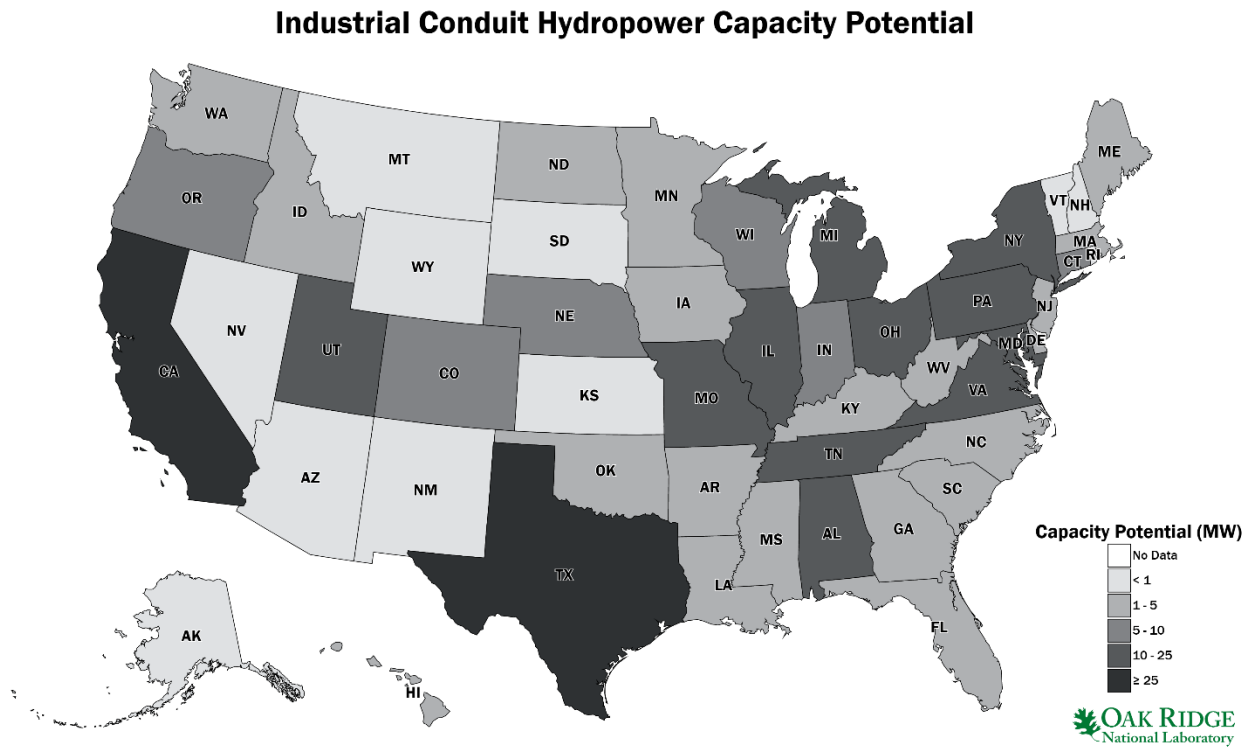 Industrial Conduit Hydropower Capacity Potential
WA
MT
ND
MN
ME
OR
ID
SD
WI
MI
VT
NH
NY
MA
CT
RI
WY
IA
NE
PA
NJ
NV
UT
CO
IL
IN
OH
MD
DE
WV
CA
KS
MO
KY
VA
AZ
NM
OK
AR
TN
NC
SC
MS
AL
GA
TX
LA
FL
AK
HI
Capacity Potential (MW)
No Data
< 1
1 - 5
5 - 10
10 - 25
≥ 25
OAK RIDGE
National Laboratory